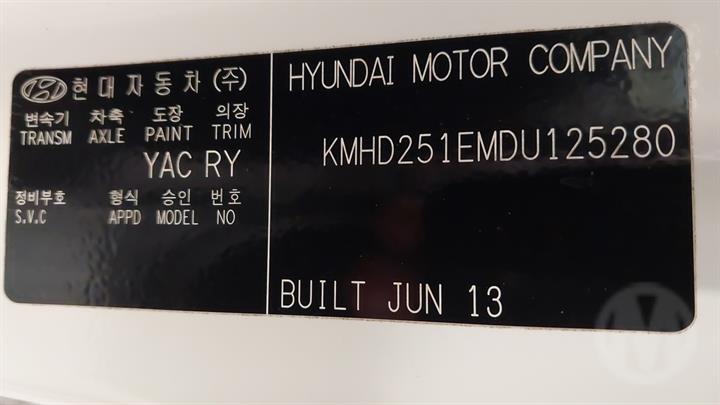 현대자동차 (주)
변속기 차축 도장 의장
TRANSM AXLE PAINT TRIM
YAC RY
정비부호 형식 승인 번호
S.V.C APPD MODEL NO
HYUNDAI MOTOR COMPANY
KMHD251EMDU125280
BUILT JUN 13